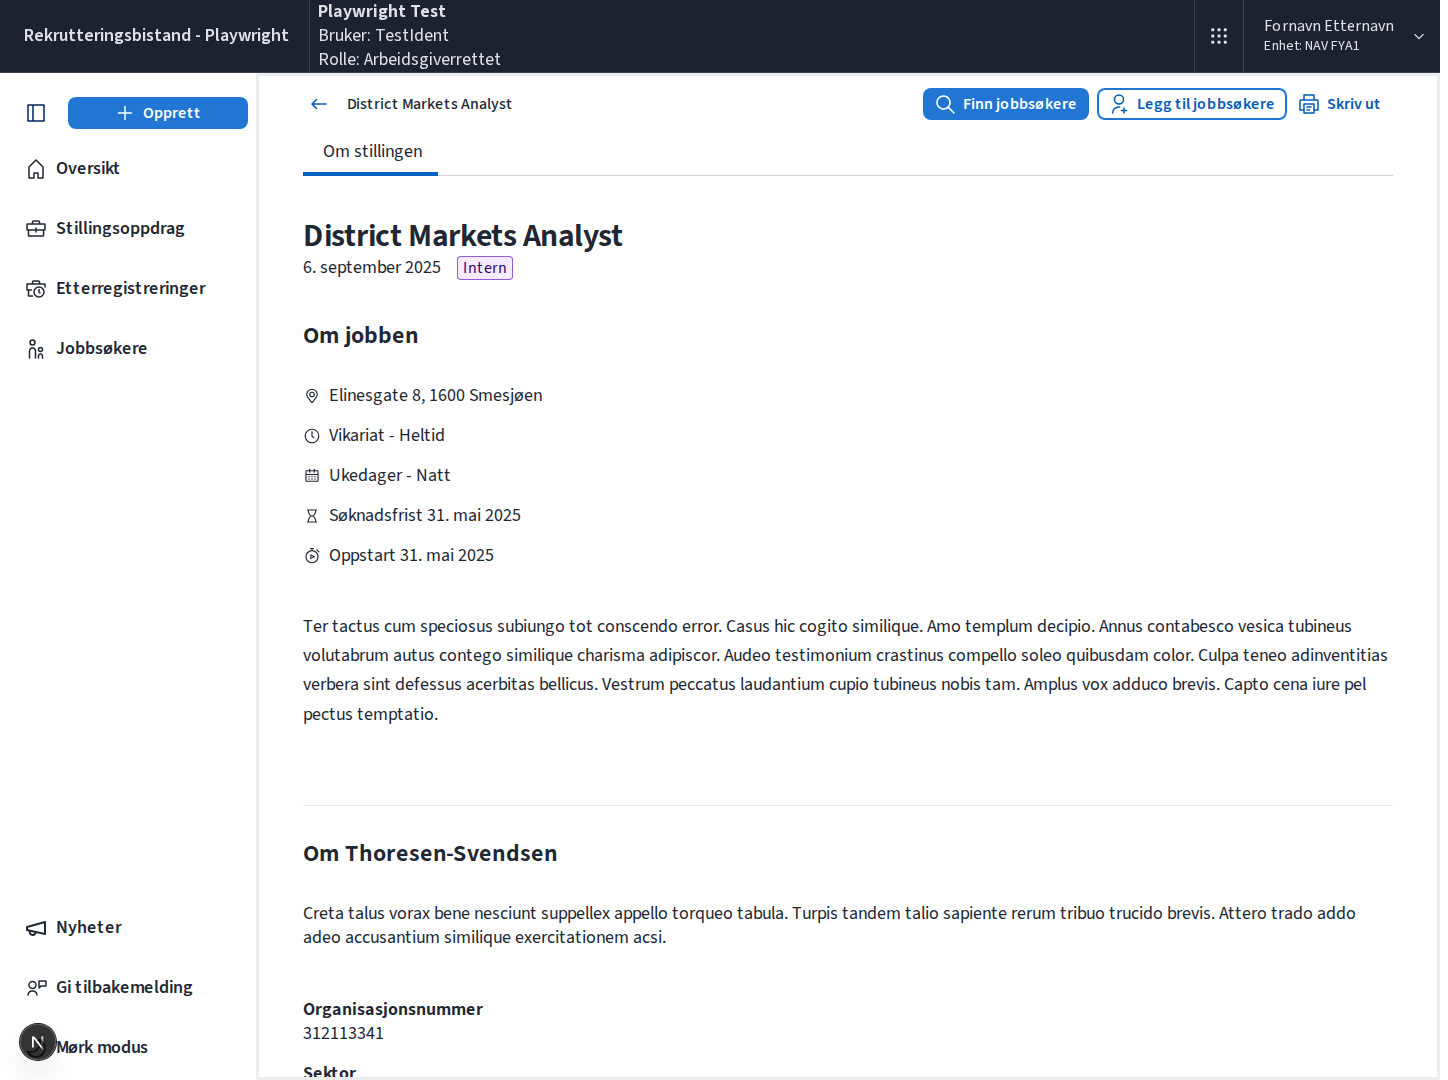 Rekrutteringsbistand - Playwright
Playwright Test
Bruker: TestIdent
Rolle: Arbeidsgiverrettet
Fornavn Etternavn
Enhet: NAV FYA1
Opprett
Oversikt
Stillingsoppdrag
Etterregistreringer
Jobbsøkere
Nyheter
Gi tilbakemelding
N
Mørk modus
District Markets Analyst
Finn jobbsøkere
Legg til jobbsøkere
Skriv ut
Om stillingen
District Markets Analyst
6. september 2025 Intern
Om jobben
Elinesgate 8, 1600 Smesjøen
Vikariat - Heltid
Ukedager - Natt
Søknadsfrist 31. mai 2025
Oppstart 31. mai 2025
Ter tactus cum speciosus subiungo tot conscendo error. Casus hic cogito similique. Amo templum decipio. Annus contabesco vesica tubineus
volutabrum autus contego similique charisma adipiscor. Audeo testimonium crastinus compello soleo quibusdam color. Culpa teneo adinventitias
verbera sint defessus acerbitas bellicus. Vestrum peccatus laudantium cupio tubineus nobis tam. Amplus vox adduco brevis. Capto cena iure pel
pectus temptatio.
Om Thoresen-Svendsen
Creta talus vorax bene nesciunt suppellex appello torqueo tabula. Turpis tandem talio sapiente rerum tribuo trucido brevis. Attero trado addo
adeo accusantium similique exercitationem acsi.
Organisasjonsnummer
312113341
Sektor